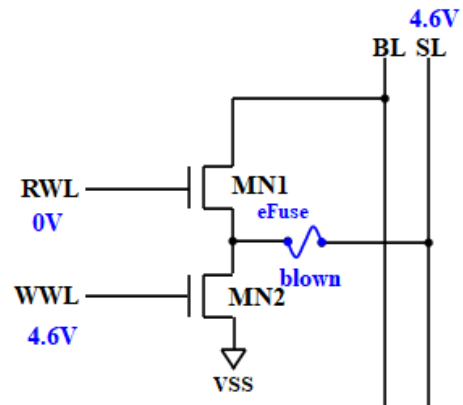 4.6V
BL SL
RWL
MN1
0V
eFuse
blown
WWL
MN2
4.6V
VSS